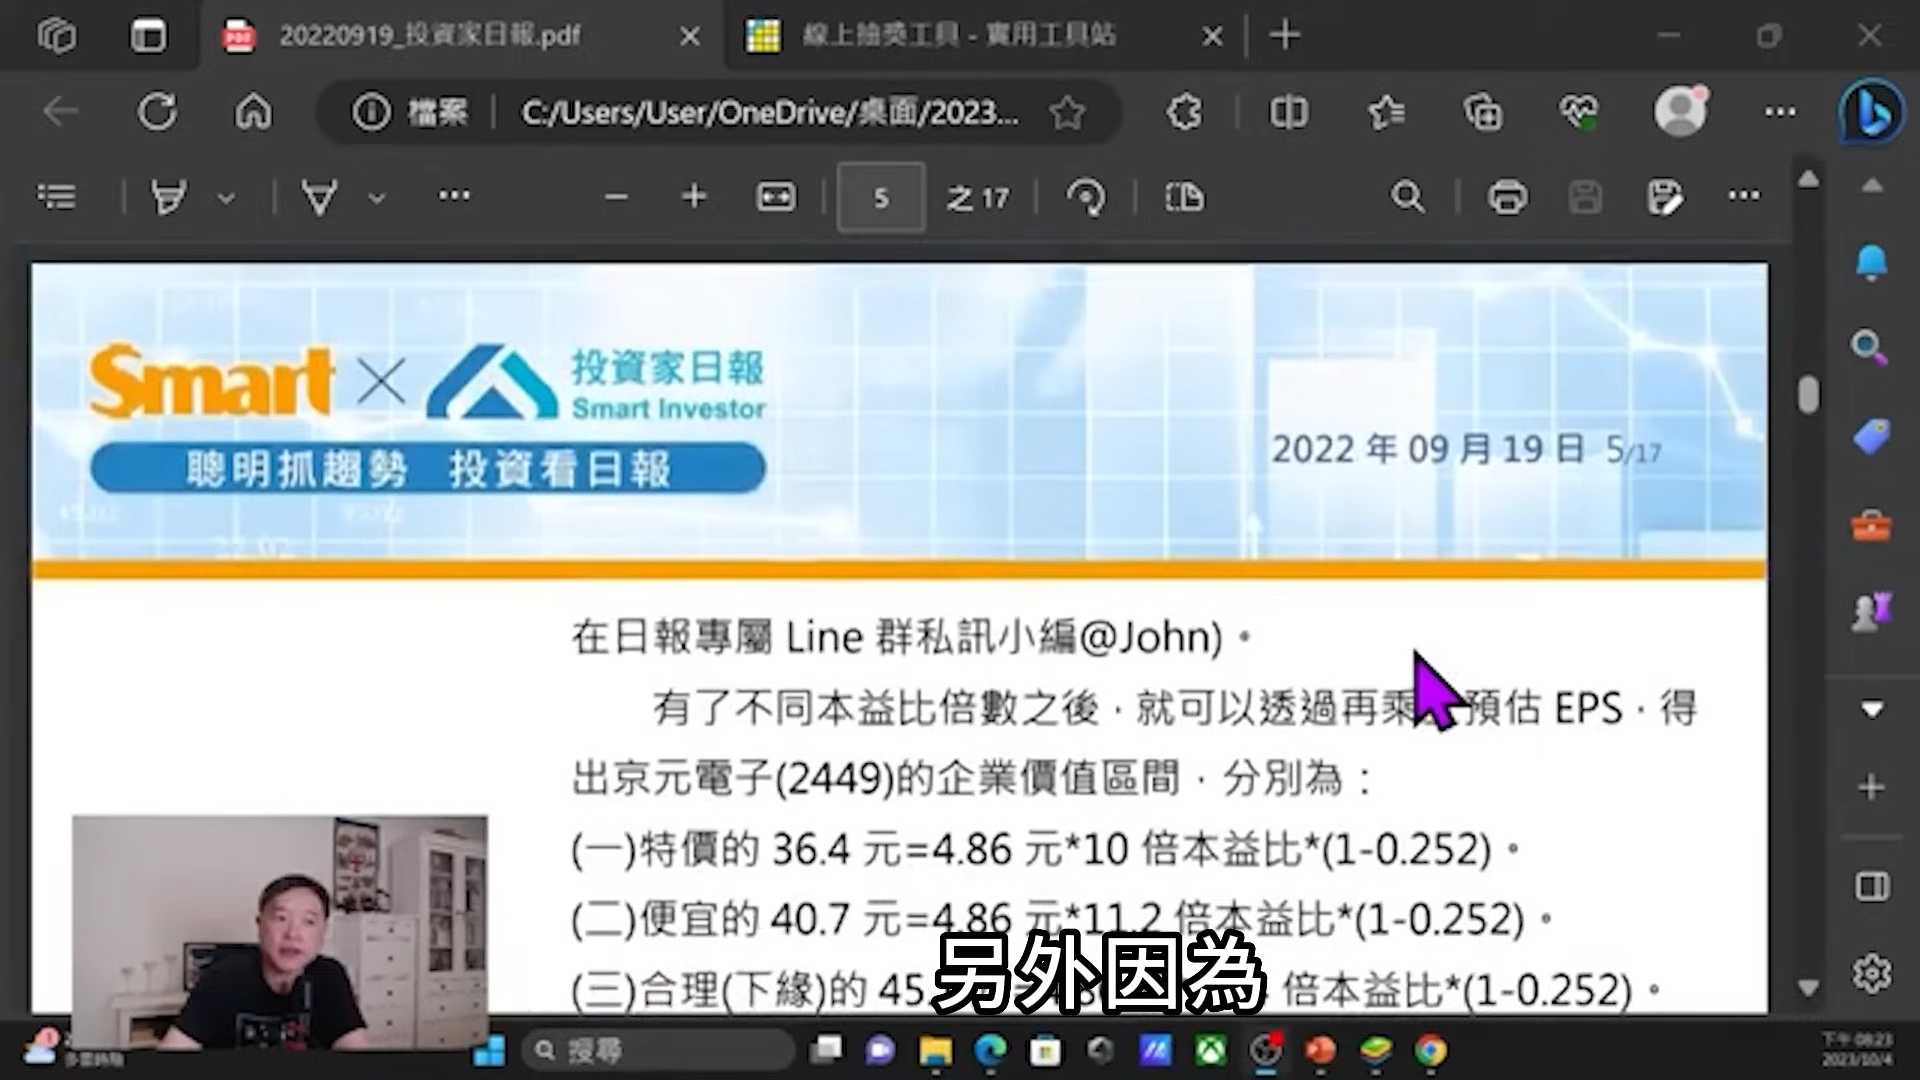 20220919_投資家日報.pdf
線上抽獎工具 - 實用工具站
檔案
C:/Users/User/OneDrive/桌面/2023...
5 之 17
Smart × 投資家日報
Smart Investor
聰明抓趨勢 投資看日報
2022 年 09 月 19 日 5/17
在日報專屬 Line 群私訊小編@John)。
有了不同本益比倍數之後，就可以透過再乘 預估 EPS，得
出京元電子(2449)的企業價值區間，分別為：
(一)特價的 36.4 元=4.86 元*10 倍本益比*(1-0.252)。
(二)便宜的 40.7 元=4.86 元*11.2 倍本益比*(1-0.252)。
(三)合理(下緣)的 45. 倍本益比*(1-0.252)。
另外因為
搜尋
下午 08:23
2023/10/4